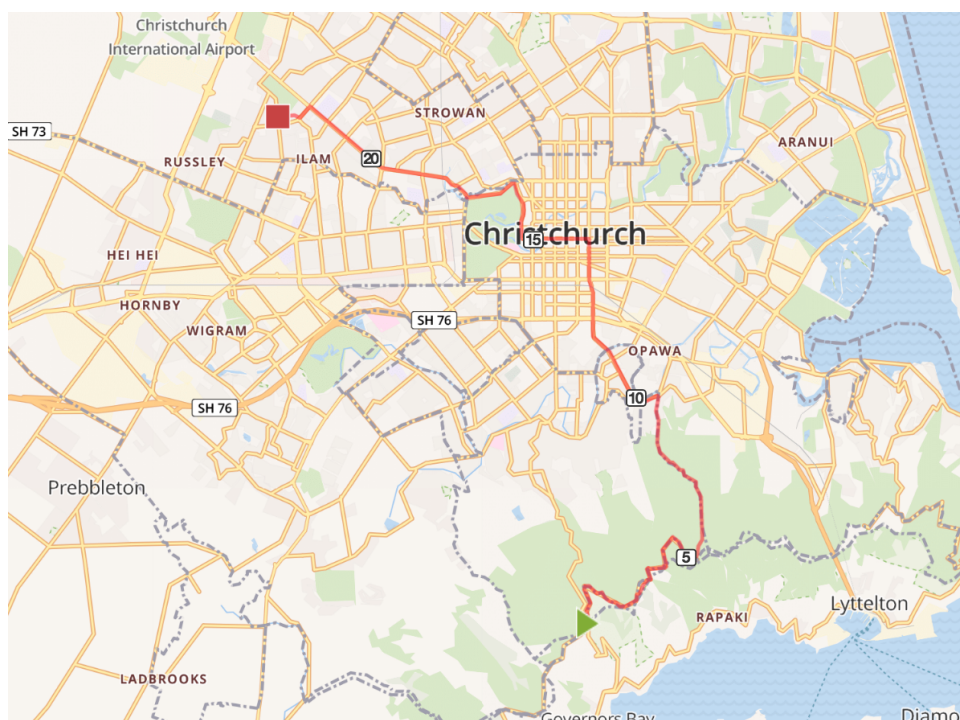 Christchurch
International Airport
STROWAN
SH 73
ARANUI
RUSSLEY
ILAM
20
Christchurch
15
HEI HEI
HORNBY
WIGRAM
SH 76
OPAWA
10
SH 76
Prebbleton
5
Lyttelton
RAPAKI
LADBROOKS
Governors Bay
Diamo